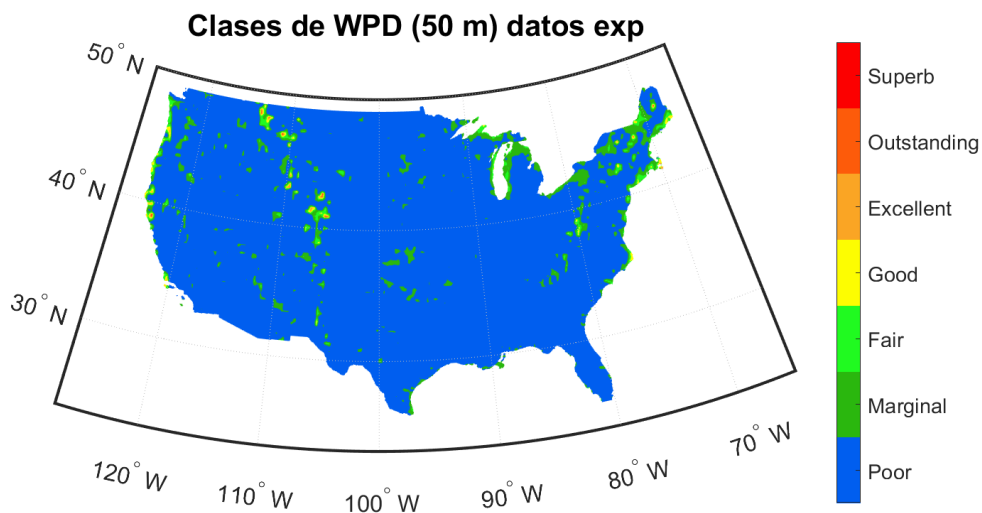 Clases de WPD (50 m) datos exp
50° N
40° N
30° N
120° W
110° W
100° W
90° W
80° W
70° W
Superb
Outstanding
Excellent
Good
Fair
Marginal
Poor